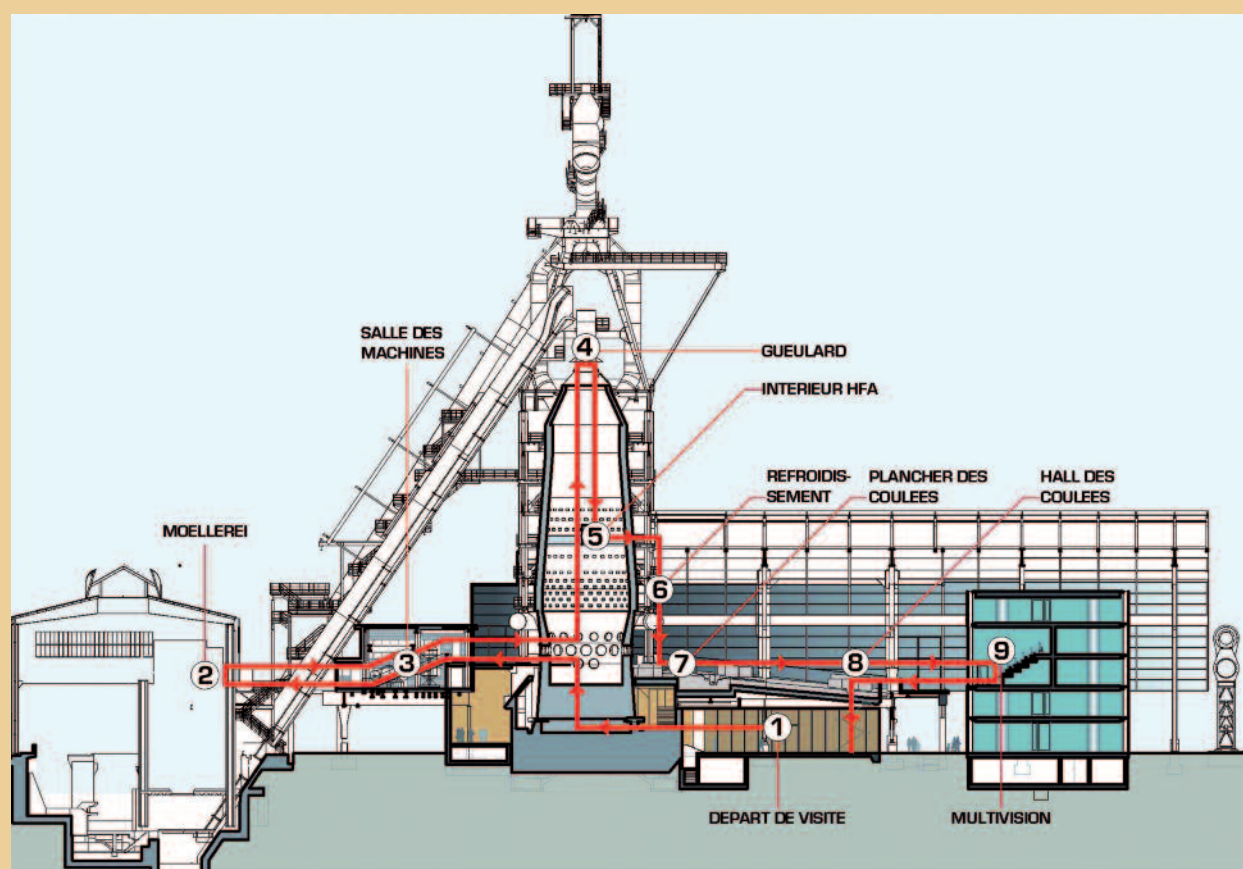 SALLE DES
MACHINES
4
GUEULARD
INTÉRIEUR HFA
REFROIDIS-
SEMENT
PLANCHER DES
COULEES
HALL DES
COULEES
MOELLEREI
5
6
2
3
7
8
9
1
DEPART DE VISITE
MULTIVISION